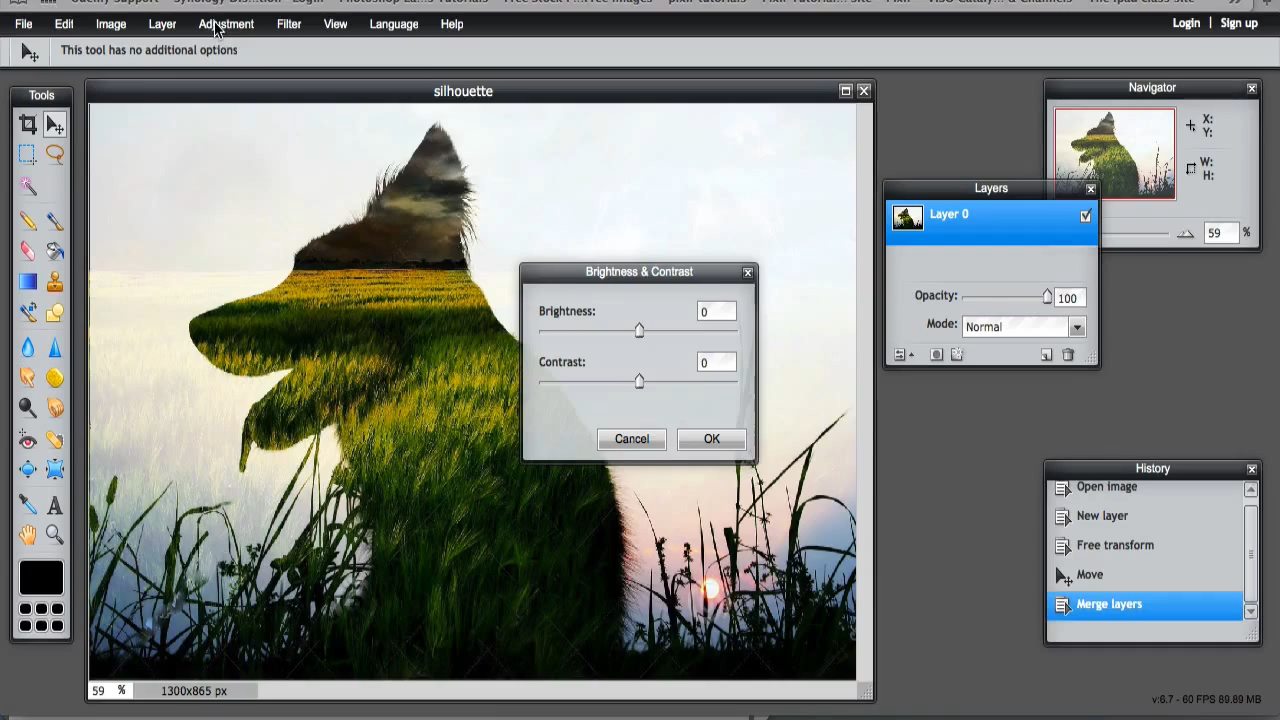 File Edit Image Layer Adjustment Filter View Language Help Login | Sign up
This tool has no additional options
Tools
silhouette
Navigator
X:
Y:
W:
H:
59 %
Layers
Layer 0
Opacity: 100
Mode: Normal
Brightness & Contrast
Brightness: 0
Contrast: 0
Cancel OK
History
Open image
New layer
Free transform
Move
Merge layers
59 % 1300x865 px
v:6.7 - 60 FPS 89.89 MB